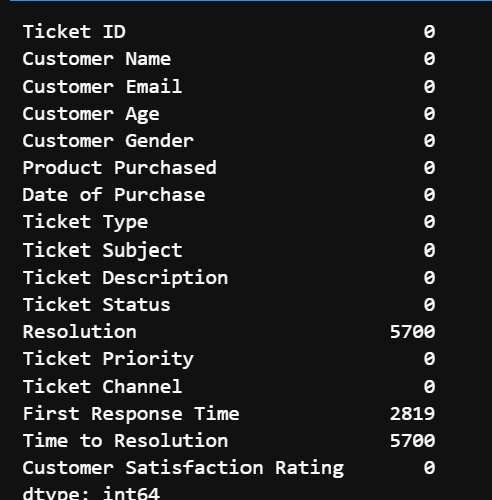 Ticket ID 0
Customer Name 0
Customer Email 0
Customer Age 0
Customer Gender 0
Product Purchased 0
Date of Purchase 0
Ticket Type 0
Ticket Subject 0
Ticket Description 0
Ticket Status 0
Resolution 5700
Ticket Priority 0
Ticket Channel 0
First Response Time 2819
Time to Resolution 5700
Customer Satisfaction Rating 0
dtype: int64